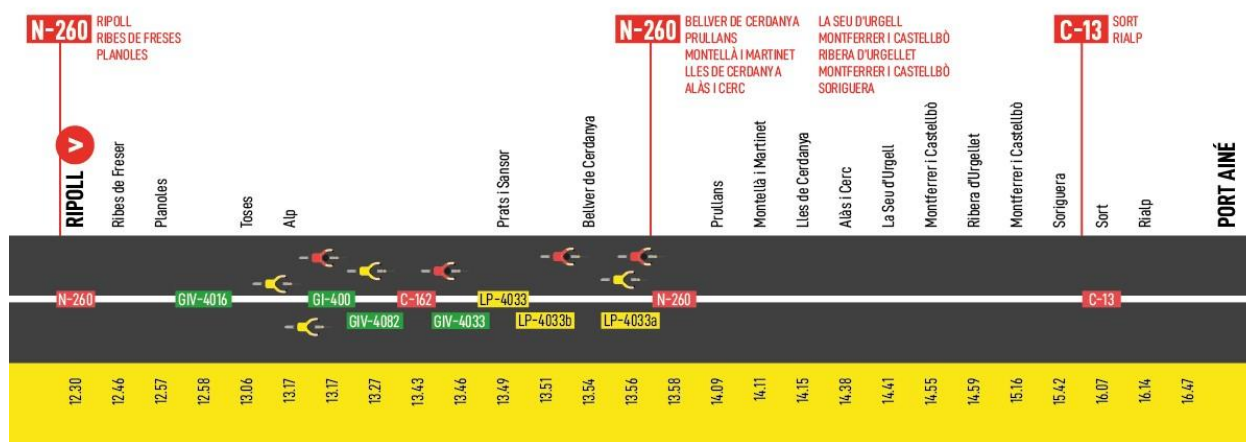 N-260
RIPOLL
RIBES DE FRESES
PLANOLES
N-260
BELLVER DE CERDANYA
PRULLANS
MONTELLÀ I MARTINET
LLES DE CERDANYA
ALÀS I CERC
LA SEU D'URGELL
MONTFERRER I CASTELLBÒ
RIBERA D'URGELLET
MONTFERRER I CASTELLBÒ
SORIGUERA
C-13
SORT
RIALP
V
RIPOLL
Ribes de Freser
Planoles
Toses
Alp
Prats i Sansor
Bellver de Cerdanya
Prullans
Montellà i Martinet
Lles de Cerdanya
Alàs i Cerc
La Seu d'Urgell
Montferrer i Castellbò
Ribera d'Urgellet
Montferrer i Castellbò
Soriguera
Sort
Rialp
PORT AINÉ
N-260
GIV-4016
GI-400
C-162
LP-4033
N-260
C-13
GIV-4082
GIV-4033
LP-4033b
LP-4033a
12.30
12.46
12.57
12.58
13.06
13.17
13.17
13.27
13.43
13.46
13.49
13.51
13.54
13.56
13.58
14.09
14.11
14.15
14.38
14.41
14.55
14.59
15.16
15.42
16.07
16.14
16.47